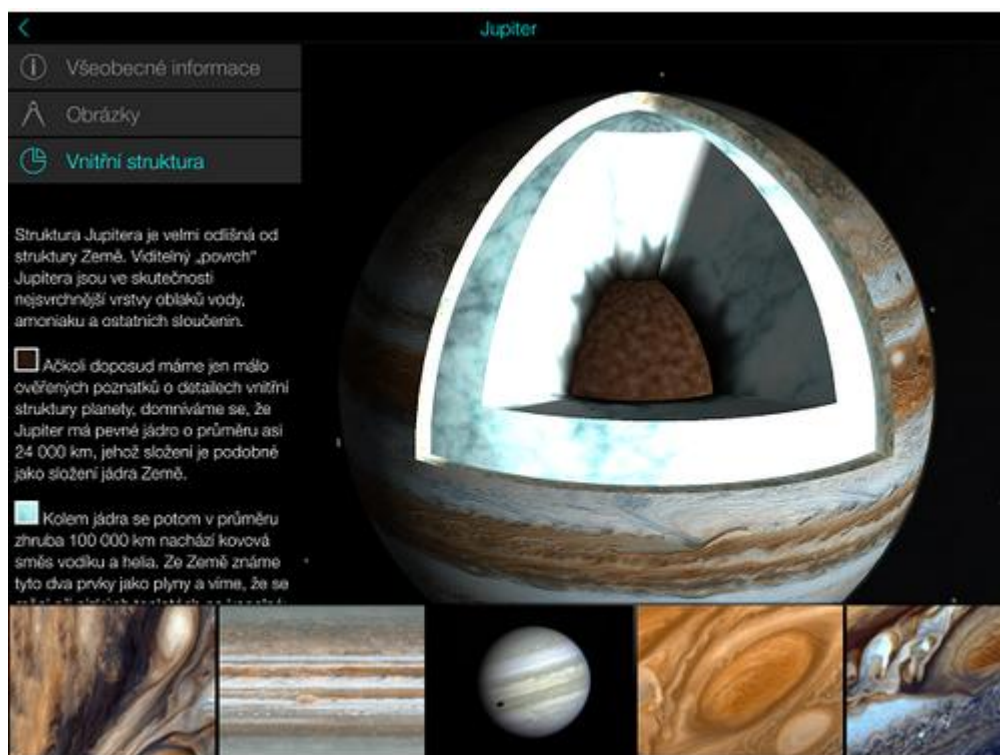 Jupiter
Všeobecné informace
Obrázky
Vnitřní struktura
Struktura Jupitera je velmi odlišná od
struktury Země. Viditelný „povrch“
Jupitera jsou ve skutečnosti
nejsvrchnější vrstvy oblaků vody,
amoniaku a ostatních sloučenin.
Ačkoli doposud máme jen málo
ověřených poznatků o detailech vnitřní
struktury planety, domníváme se, že
Jupiter má pevné jádro o průměru asi
24 000 km, jehož složení je podobné
jako složení jádra Země.
Kolem jádra se potom v průměru
zhruba 100 000 km nachází kovová
směs vodíku a helia. Ze Země známe
tyto dva prvky jako plyny a víme, že se